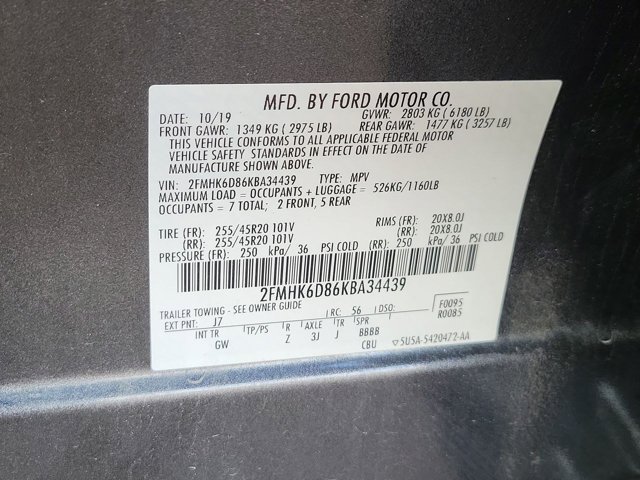 MFD. BY FORD MOTOR CO.
DATE: 10/19 GVWR: 2803 KG ( 6180 LB)
FRONT GAWR: 1349 KG ( 2975 LB) REAR GAWR: 1477 KG ( 3257 LB)
THIS VEHICLE CONFORMS TO ALL APPLICABLE FEDERAL MOTOR
VEHICLE SAFETY STANDARDS IN EFFECT ON THE DATE OF
MANUFACTURE SHOWN ABOVE.
VIN: 2FMHK6D86KBA34439 TYPE: MPV
MAXIMUM LOAD = OCCUPANTS + LUGGAGE = 526KG/1160LB
OCCUPANTS = 7 TOTAL; 2 FRONT, 5 REAR
TIRE (FR): 255/45R20 101V RIMS (FR): 20X8.0J
(RR): 255/45R20 101V (RR): 20X8.0J
PRESSURE (FR): 250 kPa/ 36 PSI COLD (RR): 250 kPa/36 PSI COLD
2FMHK6D86KBA34439
TRAILER TOWING - SEE OWNER GUIDE
EXT PNT: J7 RC: 56 DSO: F0095
R0085
INT TR TP/PS R AXLE TR SPR
GW Z 3J J BBBB
CBU 5U5A-5420472-AA